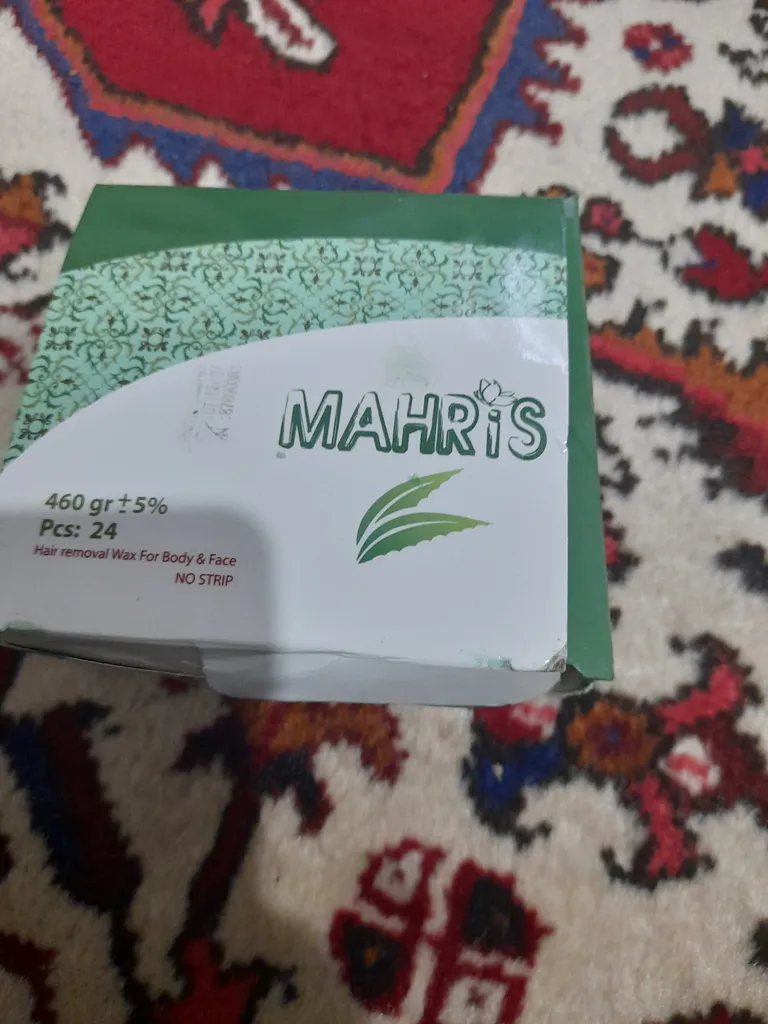 MAHRiS
460 gr ±5%
Pcs: 24
Hair removal Wax For Body & Face
NO STRIP